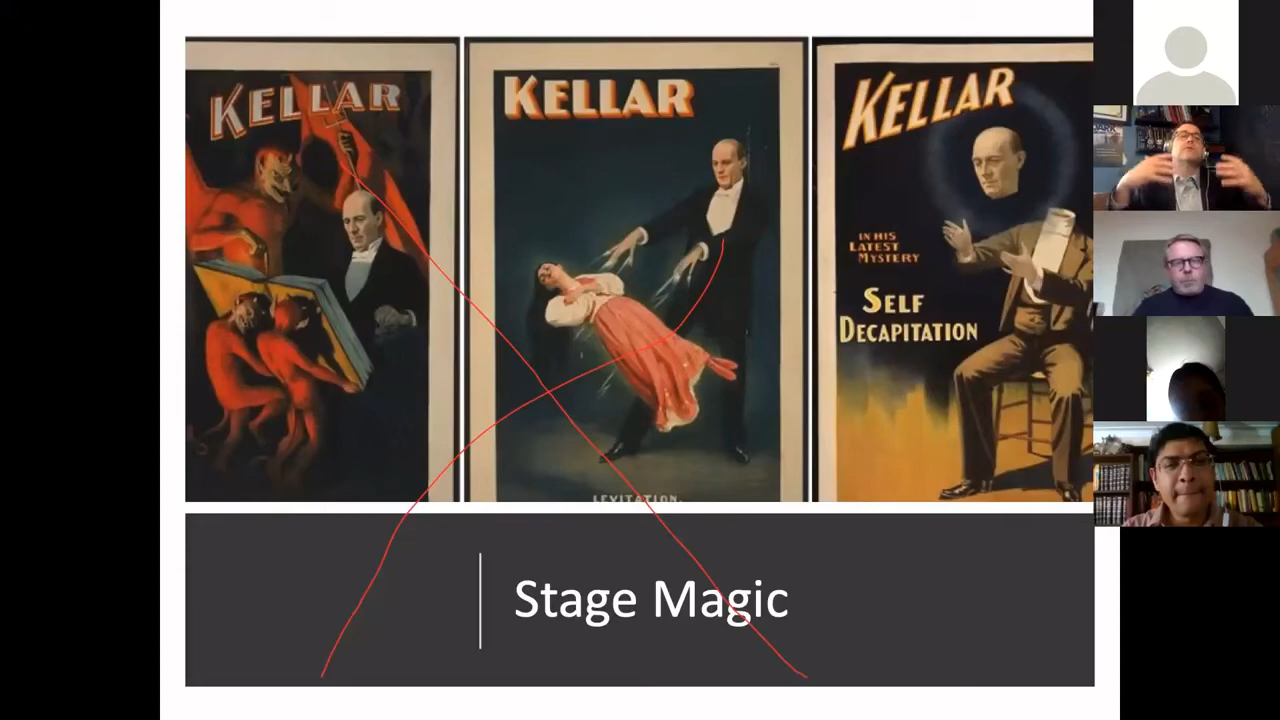 KELLAR
KELLAR
LEVITATION.
KELLAR
IN HIS
LATEST
MYSTERY
SELF
DECAPITATION
Stage Magic